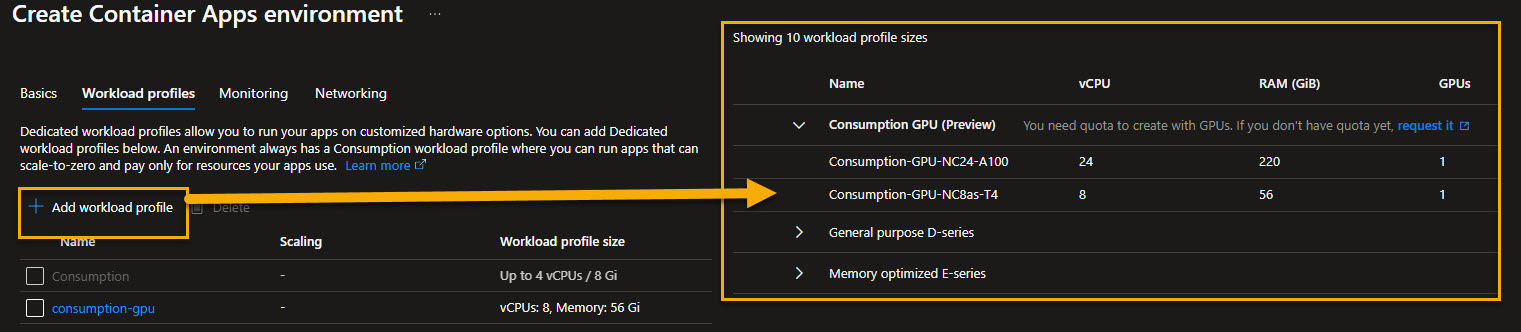 Create Container Apps environment ...
Basics Workload profiles Monitoring Networking
Dedicated workload profiles allow you to run your apps on customized hardware options. You can add Dedicated
workload profiles below. An environment always has a Consumption workload profile where you can run apps that can
scale-to-zero and pay only for resources your apps use. Learn more
+ Add workload profile Delete
Name Scaling Workload profile size
Consumption - Up to 4 vCPUs / 8 Gi
consumption-gpu - vCPUs: 8, Memory: 56 Gi
Showing 10 workload profile sizes
Name vCPU RAM (GiB) GPUs
Consumption GPU (Preview) You need quota to create with GPUs. If you don't have quota yet, request it
Consumption-GPU-NC24-A100 24 220 1
Consumption-GPU-NC8as-T4 8 56 1
General purpose D-series
Memory optimized E-series